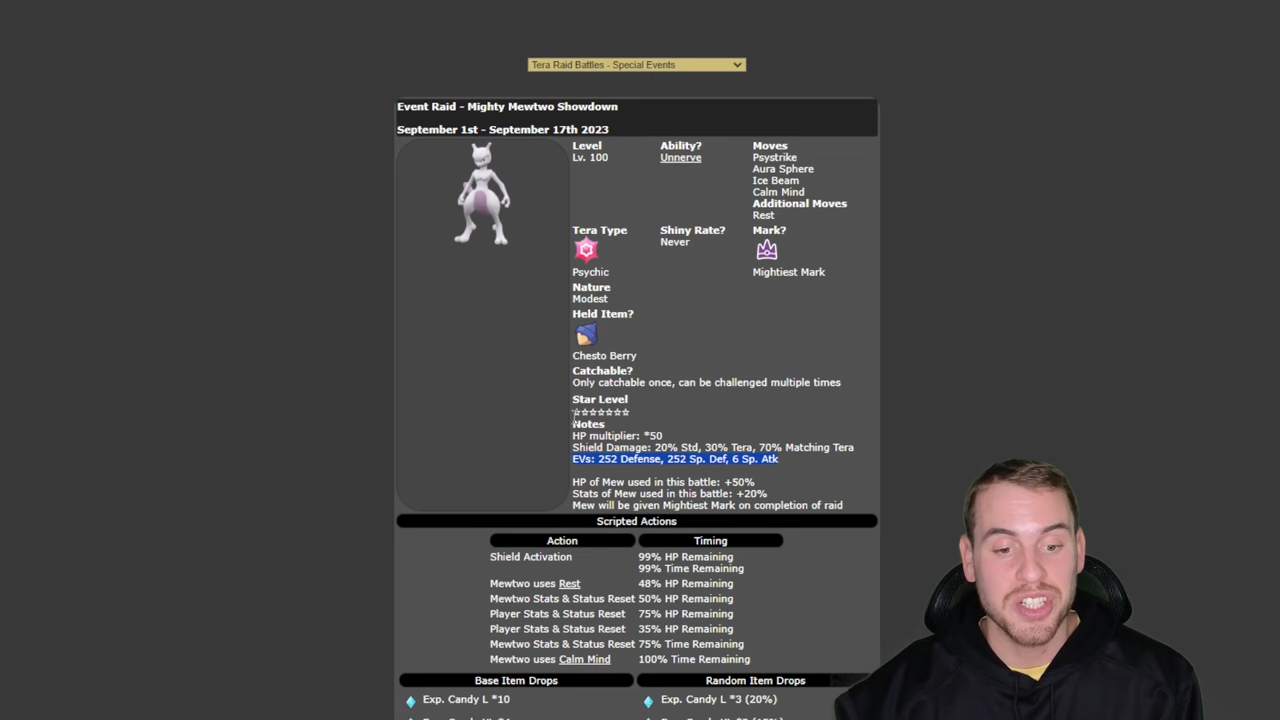 Tera Raid Battles - Special Events
Event Raid - Mighty Mewtwo Showdown
September 1st - September 17th 2023
Level
Lv. 100
Ability?
Unnerve
Moves
Psystrike
Aura Sphere
Ice Beam
Calm Mind
Additional Moves
Rest
Tera Type
Psychic
Shiny Rate?
Never
Mark?
Mightiest Mark
Nature
Modest
Held Item?
Chesto Berry
Catchable?
Only catchable once, can be challenged multiple times
Star Level
☆☆☆☆☆☆☆
Notes
HP multiplier: *50
Shield Damage: 20% Std, 30% Tera, 70% Matching Tera
EVs: 252 Defense, 252 Sp. Def, 6 Sp. Atk
HP of Mew used in this battle: +50%
Stats of Mew used in this battle: +20%
Mew will be given Mightiest Mark on completion of raid
Scripted Actions
Action Timing
Shield Activation 99% HP Remaining
99% Time Remaining
Mewtwo uses Rest 48% HP Remaining
Mewtwo Stats & Status Reset 50% HP Remaining
Player Stats & Status Reset 75% HP Remaining
Player Stats & Status Reset 35% HP Remaining
Mewtwo Stats & Status Reset 75% Time Remaining
Mewtwo uses Calm Mind 100% Time Remaining
Base Item Drops Random Item Drops
Exp. Candy L *10 Exp. Candy L *3 (20%)